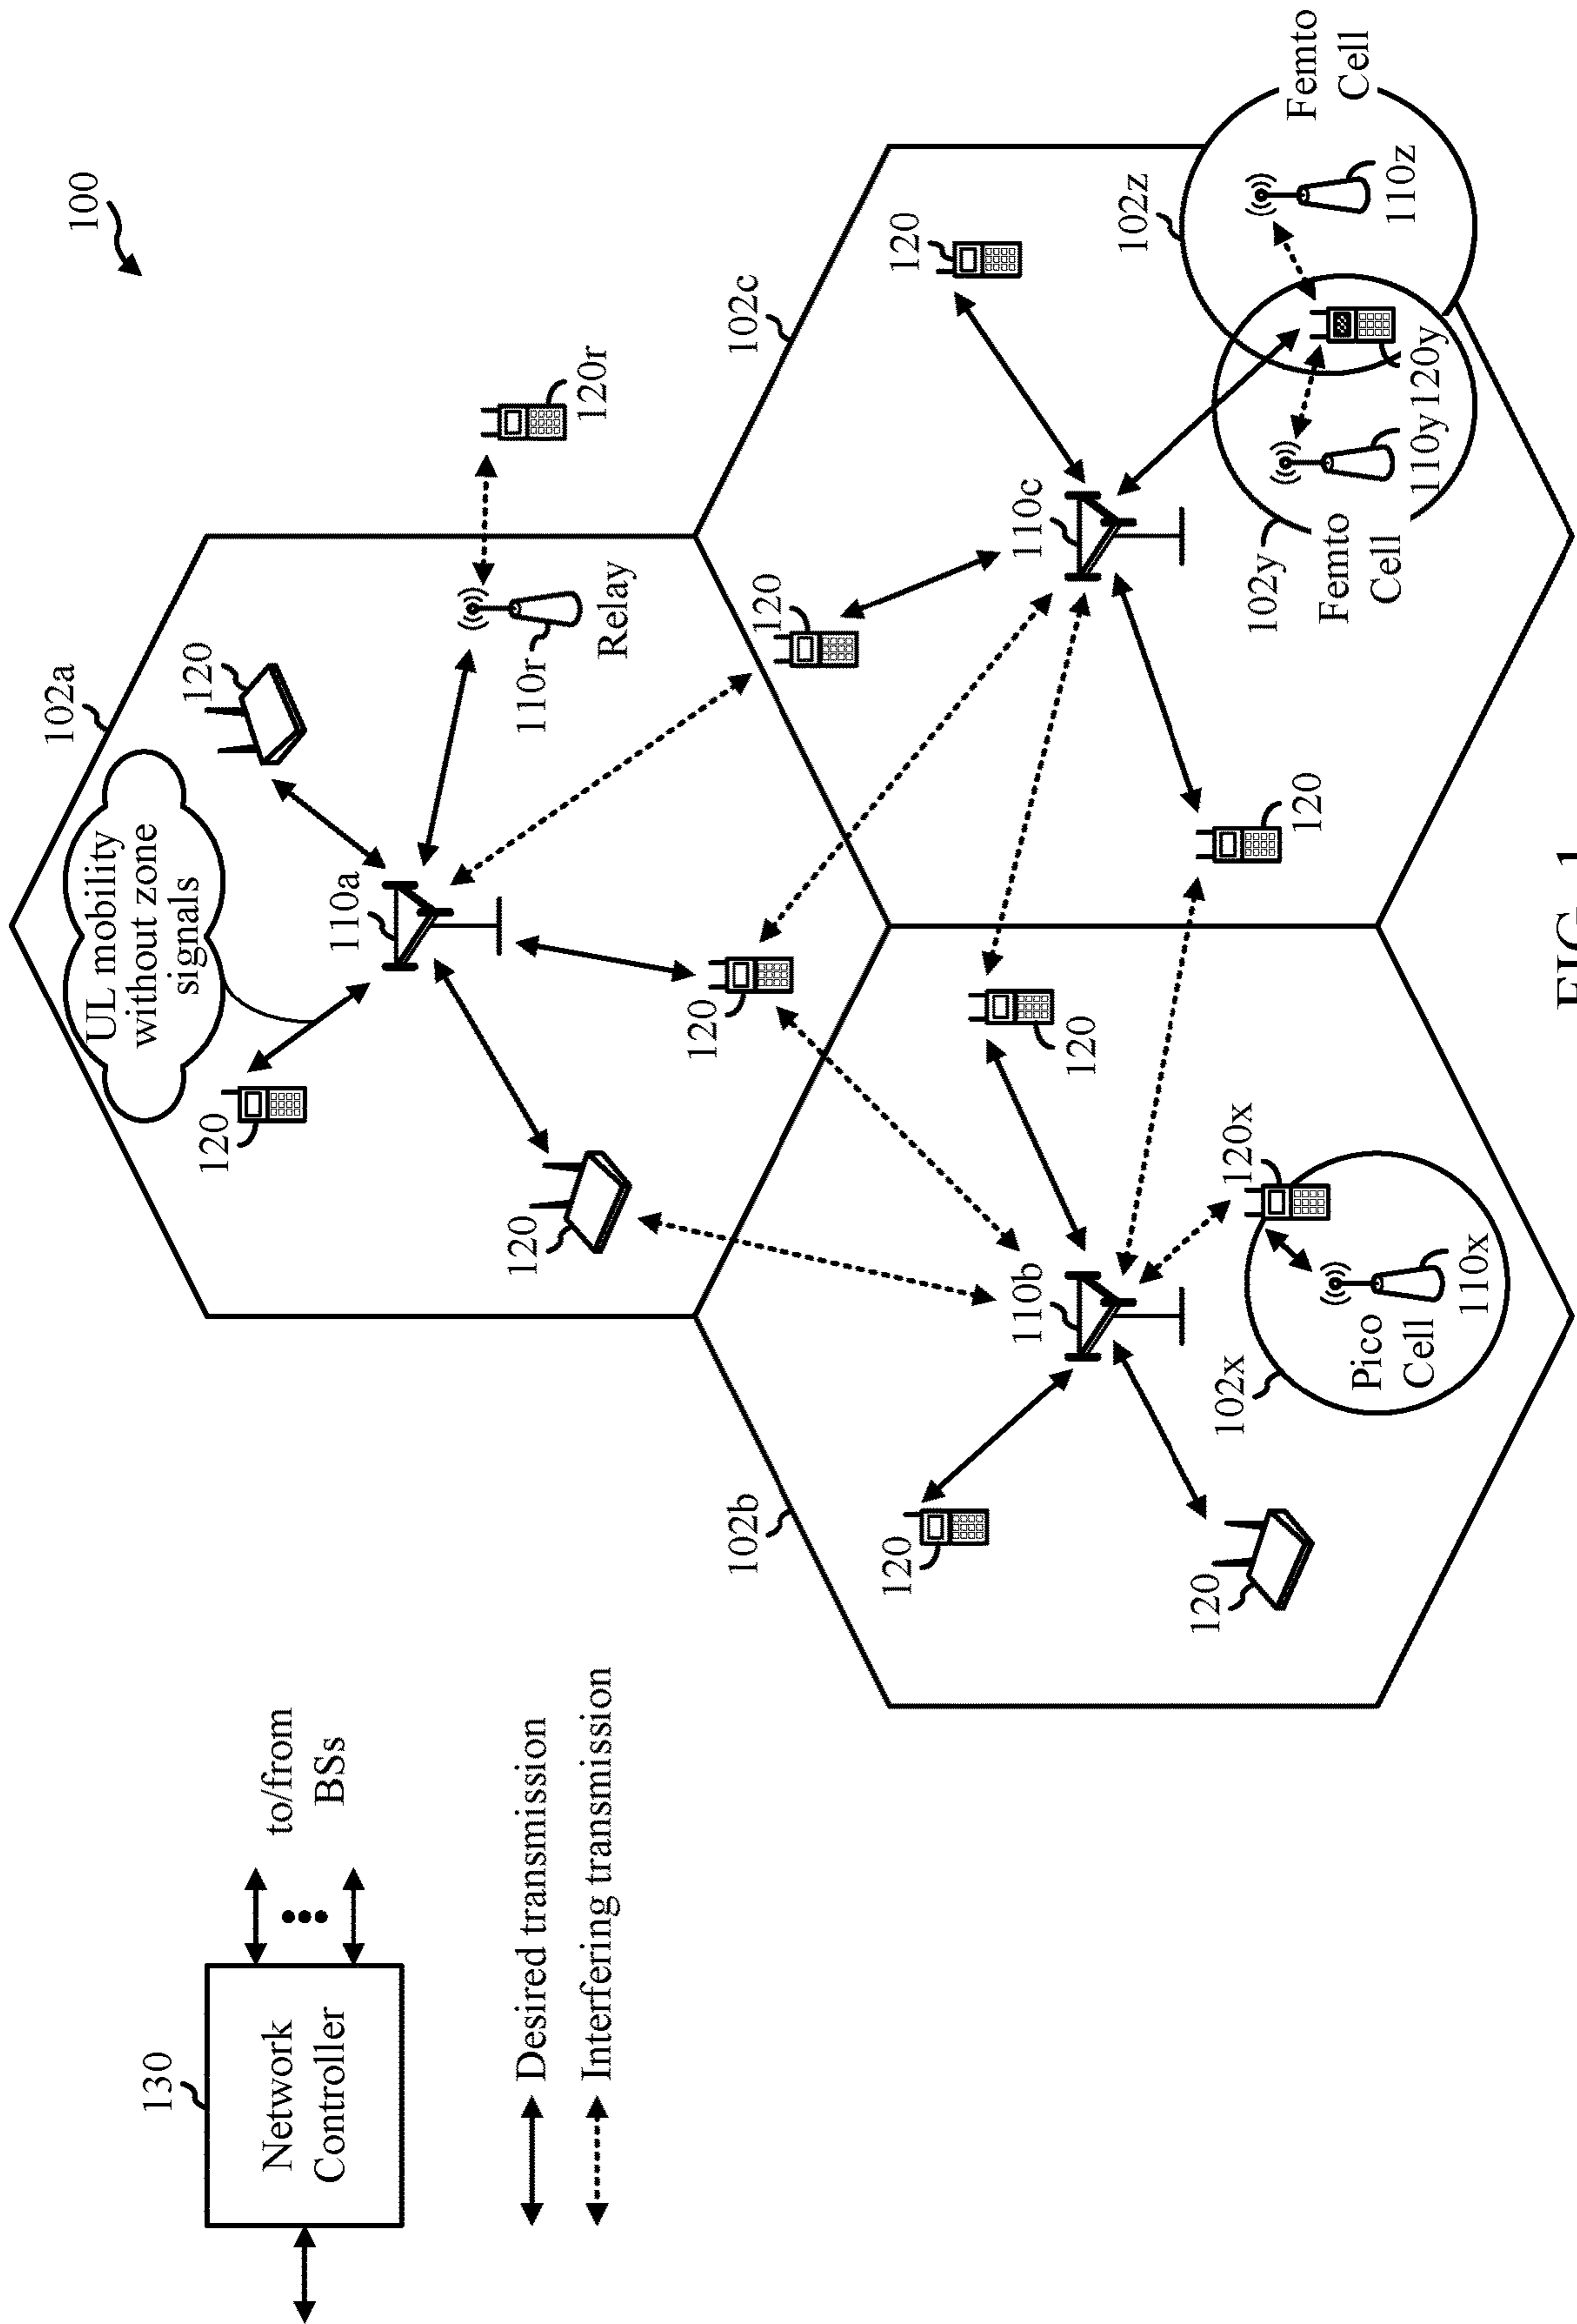 100
130
Network
Controller
to/from
BSs
Desired transmission
Interfering transmission
102a
UL mobility
without zone
signals
120
120
110a
120
120
110r
Relay
120r
102b
120
120
110b
120
102x
Pico
Cell
110x
120x
102c
120
120
110c
120
102y
Femto
Cell
110y
120y
102z
110z
Femto
Cell